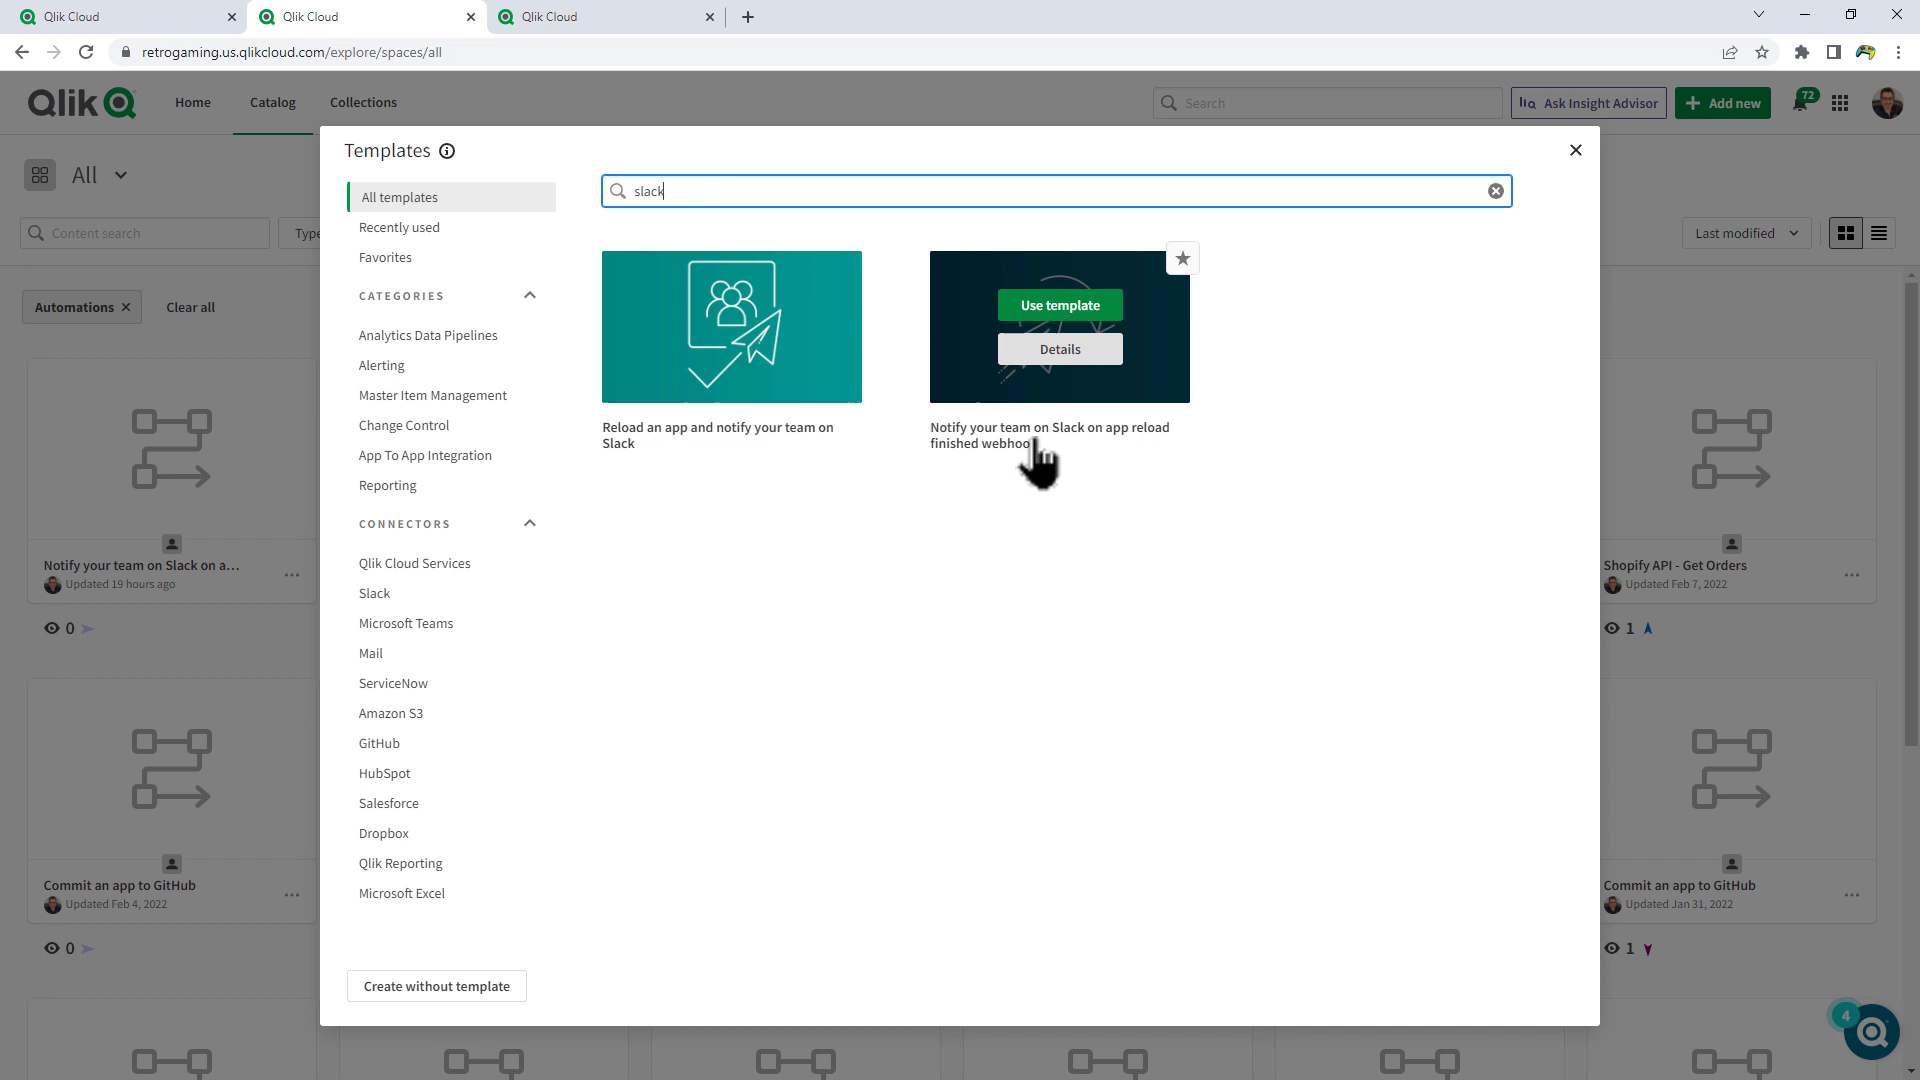 Qlik Cloud
Qlik Cloud
Qlik Cloud
retrogaming.us.qlikcloud.com/explore/spaces/all
Qlik
Home
Catalog
Collections
Search
Ask Insight Advisor
Add new
72
Templates
All
All templates
slack
Recently used
Content search
Type
Last modified
Favorites
CATEGORIES
Automations
Clear all
Use template
Analytics Data Pipelines
Details
Alerting
Master Item Management
Change Control
Reload an app and notify your team on
Slack
Notify your team on Slack on app reload
finished webhoo
App To App Integration
Reporting
CONNECTORS
Qlik Cloud Services
Notify your team on Slack on a...
Updated 19 hours ago
Shopify API - Get Orders
Updated Feb 7, 2022
Slack
Microsoft Teams
0
1
Mail
ServiceNow
Amazon S3
GitHub
HubSpot
Salesforce
Dropbox
Qlik Reporting
Commit an app to GitHub
Updated Feb 4, 2022
Commit an app to GitHub
Updated Jan 31, 2022
Microsoft Excel
0
1
Create without template
4